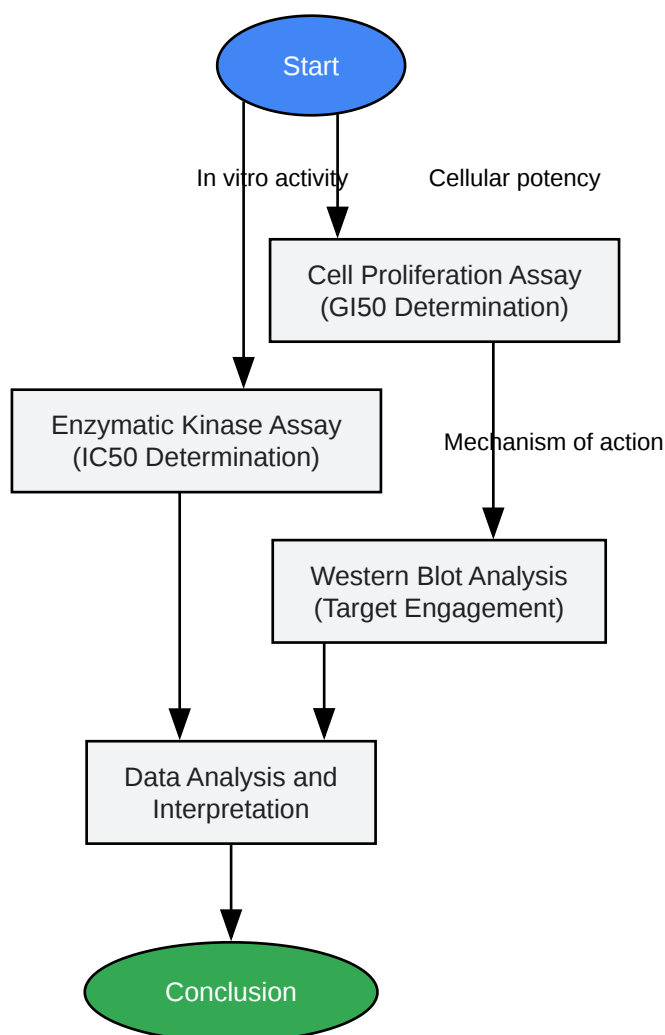 Start
In vitro activity
Cellular potency
Cell Proliferation Assay
(GI50 Determination)
Enzymatic Kinase Assay
(IC50 Determination)
Mechanism of action
Western Blot Analysis
(Target Engagement)
Data Analysis and
Interpretation
Conclusion